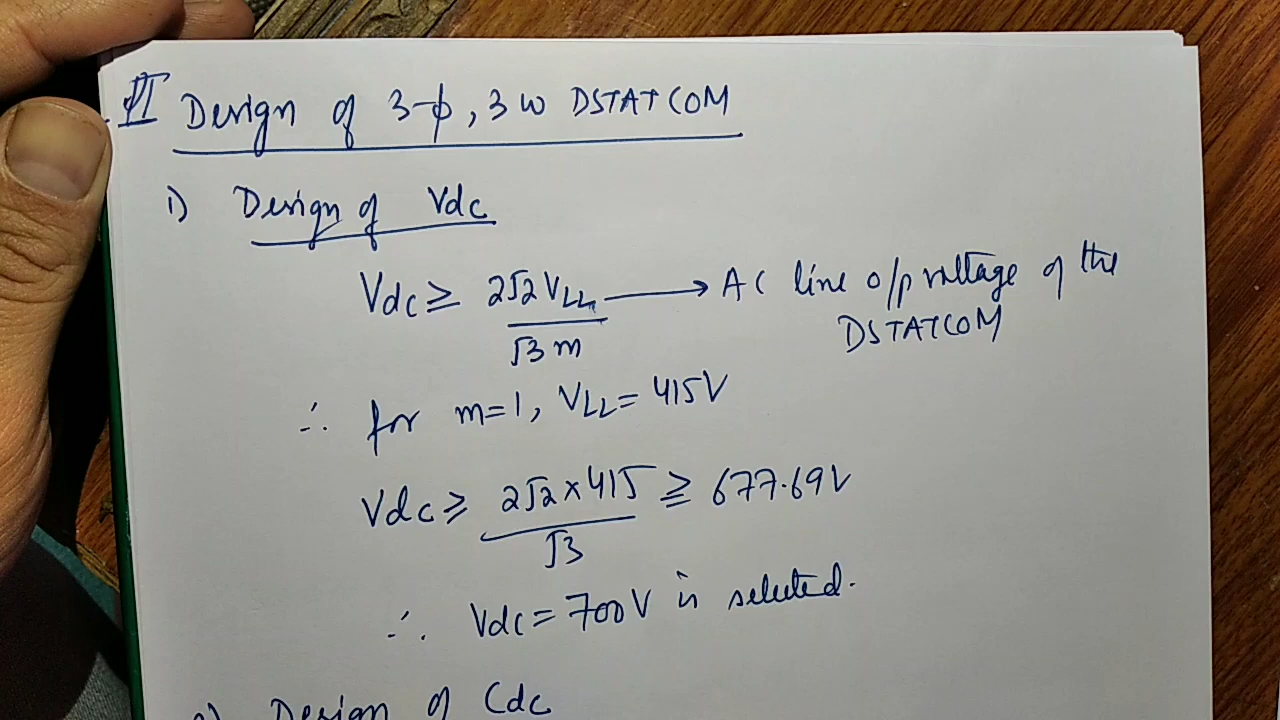 VI Design of 3-ϕ, 3 w DSTATCOM
1) Design of Vdc
Vdc ≥ 2√2 VLL / √3 m → AC line o/p voltage of the
DSTATCOM
∴ for m=1, VLL = 415V
Vdc ≥ 2√2 × 415 / √3 ≥ 677.69V
∴ Vdc = 700V is selected.
2) Design of Cdc